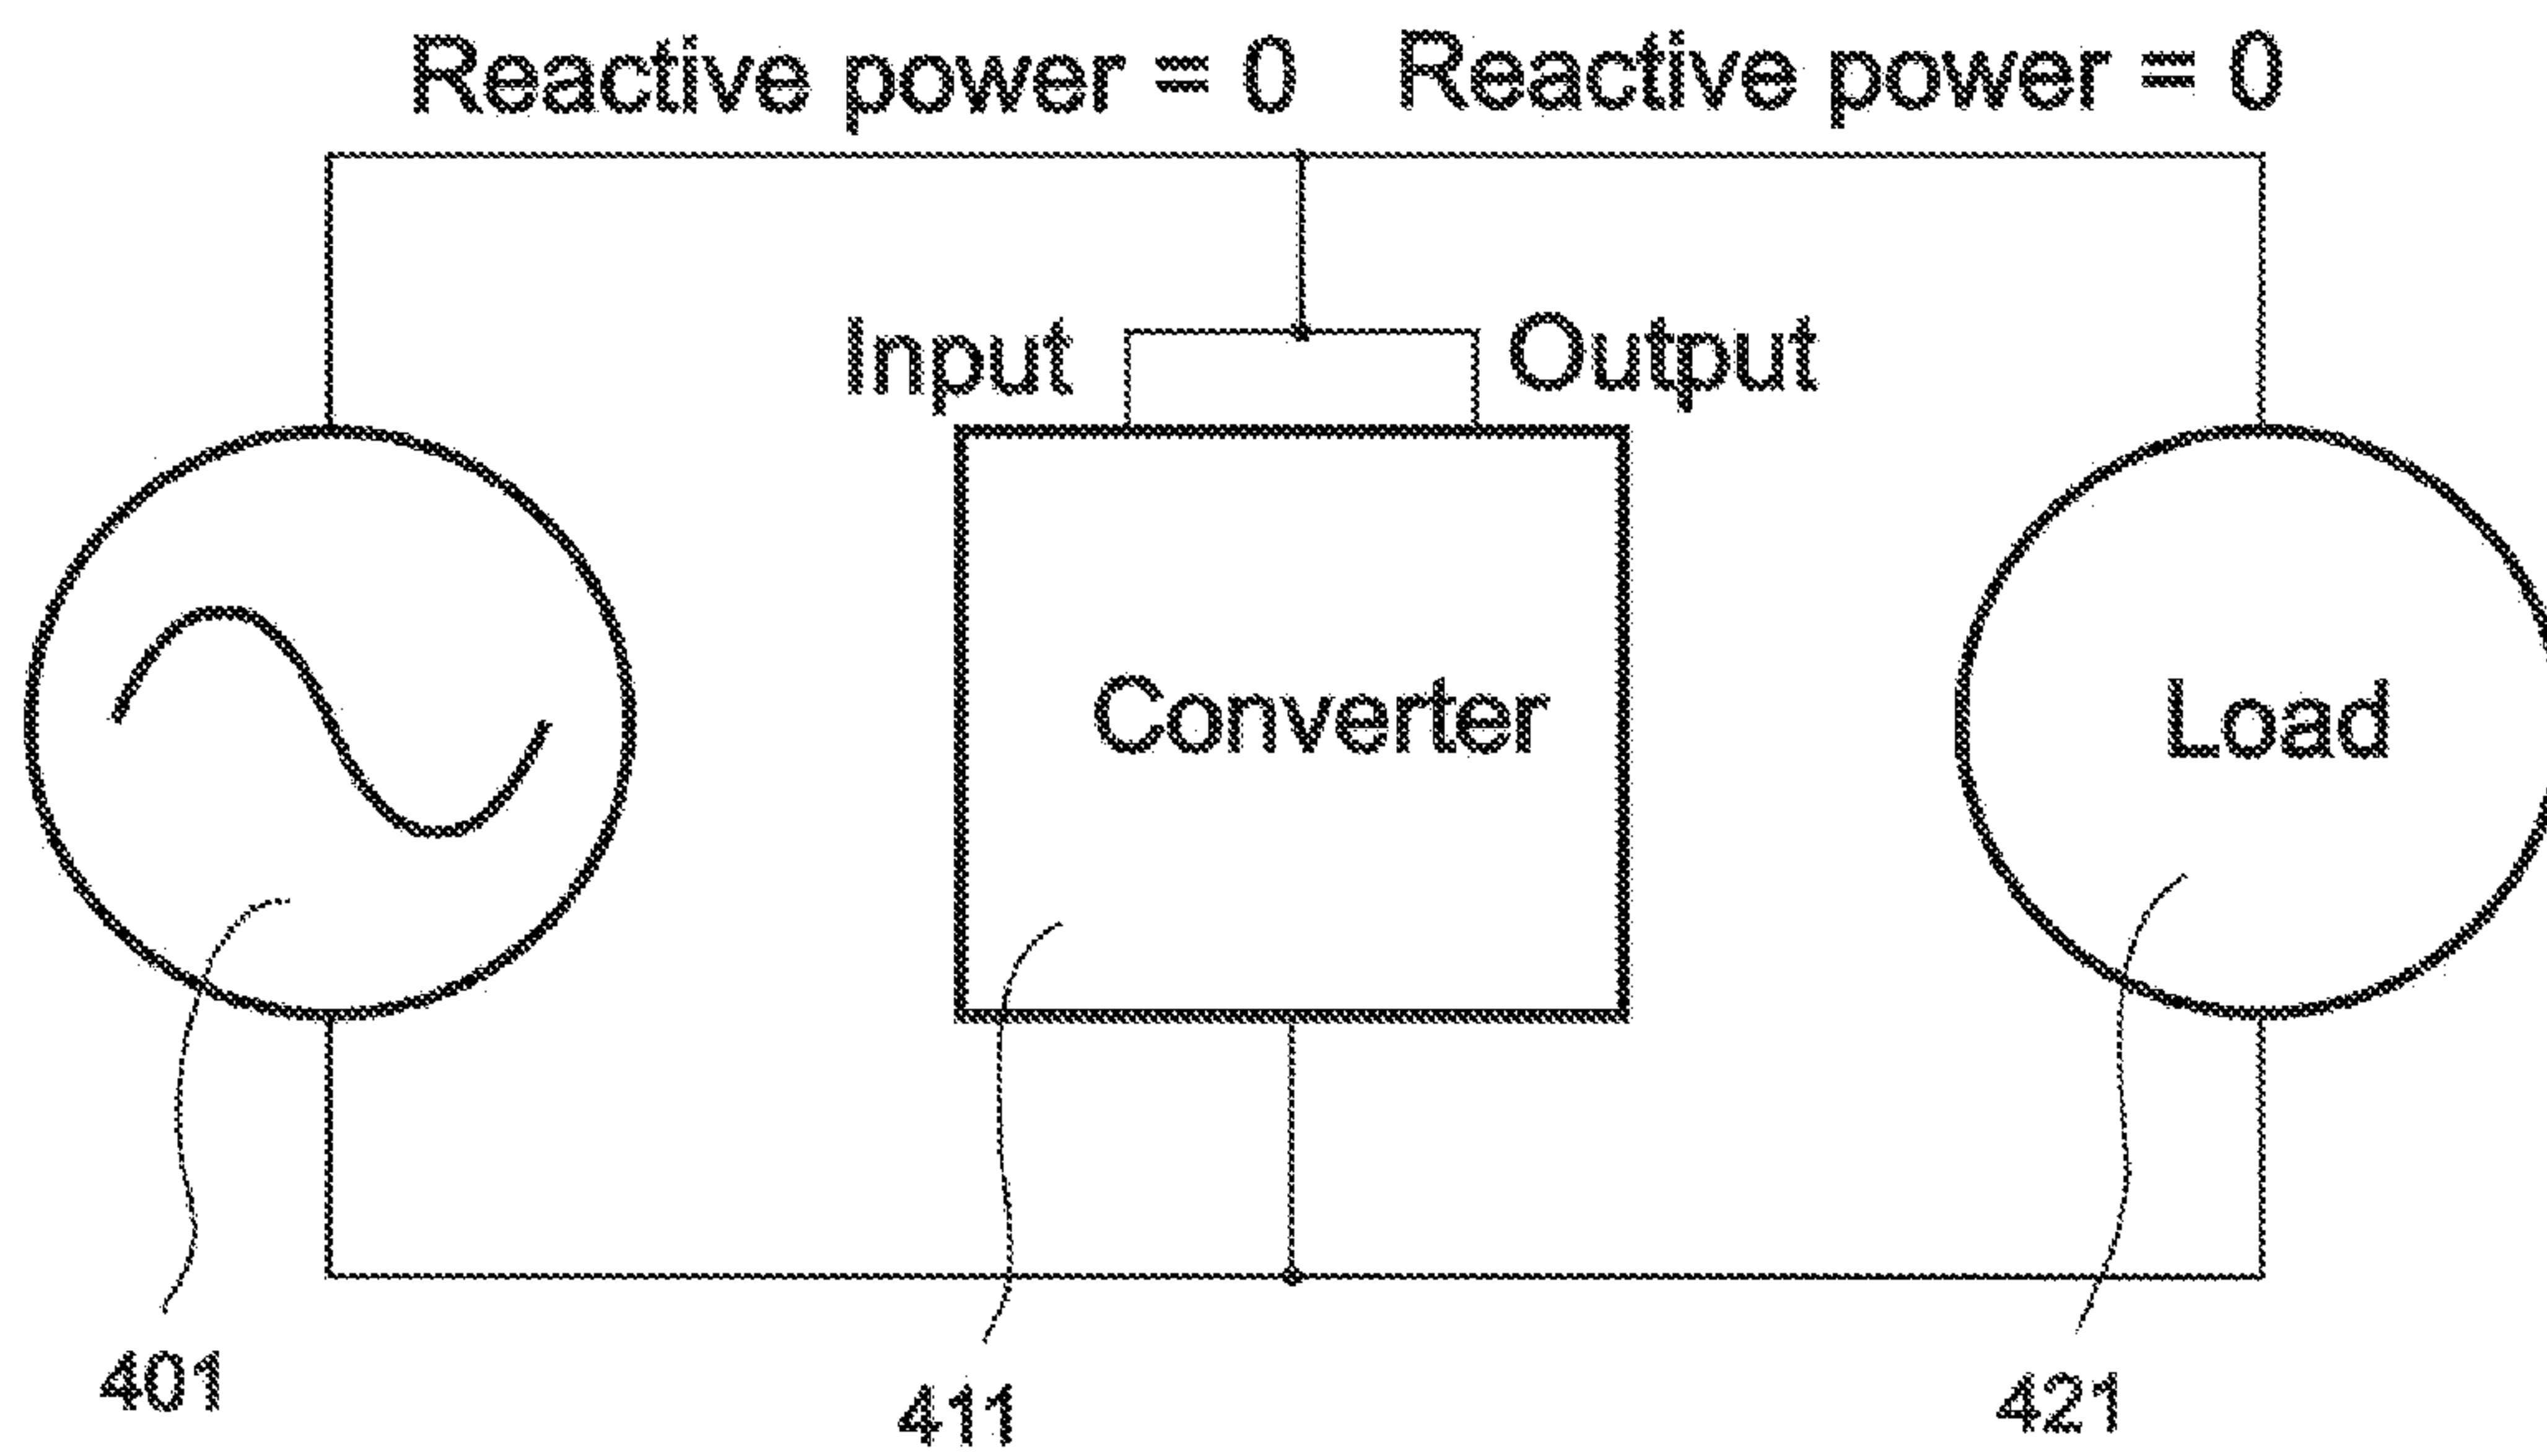 Reactive power = 0 Reactive power = 0
Input Output
Converter
Load
401
411
421